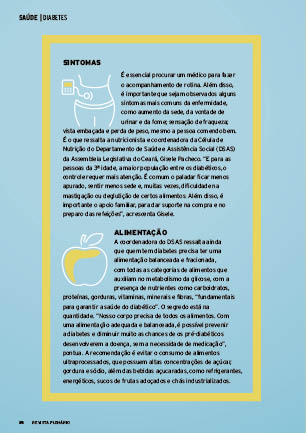 SAÚDE | DIABETES
SINTOMAS
É essencial procurar um médico para fazer
o acompanhamento de rotina. Além disso,
é importante que sejam observados alguns
sintomas mais comuns da enfermidade,
como aumento da sede, da vontade de
urinar e da fome; sensação de fraqueza;
vista embaçada e perda de peso, mesmo a pessoa comendo bem.
É o que ressalta a nutricionista e coordenadora da Célula de
Nutrição do Departamento de Saúde e Assistência Social (DSAS)
da Assembleia Legislativa do Ceará, Gisele Pacheco. "E para as
pessoas da 3ª idade, a maior população entre os diabéticos, o
controle requer mais atenção. É comum o paladar ficar menos
apurado, sentir menos sede e, muitas vezes, dificuldade na
mastigação ou deglutição de certos alimentos. Além disso, é
importante o apoio familiar, para dar suporte na compra e no
preparo das refeições", acrescenta Gisele.
ALIMENTAÇÃO
A coordenadora do DSAS ressalta ainda
que quem tem diabetes precisa ter uma
alimentação balanceada e fracionada,
com todas as categorias de alimentos que
auxiliam no metabolismo da glicose, com a
presença de nutrientes como carboidratos,
proteínas, gorduras, vitaminas, minerais e fibras, "fundamentais
para garantir a saúde do diabético". O segredo está na
quantidade. "Nosso corpo precisa de todos os alimentos. Com
uma alimentação adequada e balanceada, é possível prevenir
a diabetes e diminuir muito as chances de os pré-diabéticos
desenvolverem a doença, sem a necessidade de medicação",
pontua. A recomendação é evitar o consumo de alimentos
ultraprocessados, que possuem altas concentrações de açúcar,
gordura e sódio, além das bebidas açucaradas, como refrigerantes,
energéticos, sucos de frutas adoçados e chás industrializados.
REVISTA PLENÁRIO